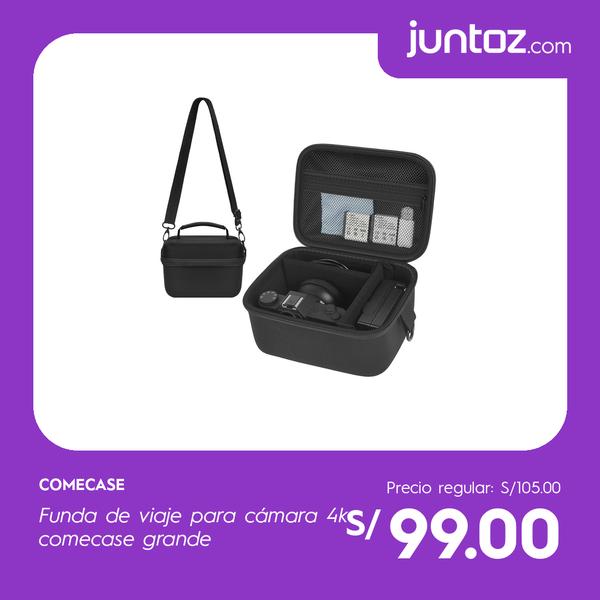 juntoz.com
COMECASE
Funda de viaje para cámara 4k
comecase grande
Precio regular: S/105.00
S/ 99.00